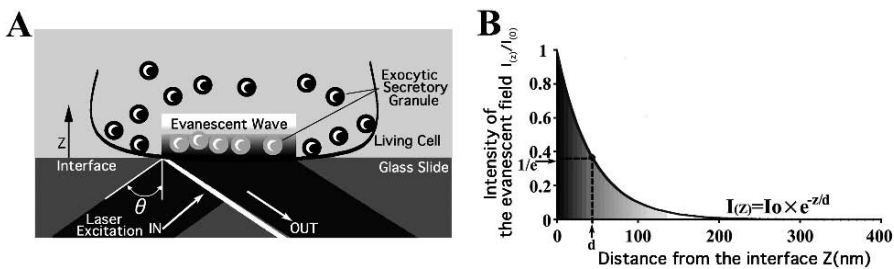 A
Exocytic
Secretory
Granule
Evanescent Wave
Z
Living Cell
Interface
Glass Slide
θ
Laser
Excitation IN
OUT
B
Intensity of
the evanescent field I(z)/I(0)
1
0.8
0.6
0.4
1/e
0.2
0
I(z)=Io×e-z/d
0
d
100
200
300
400
Distance from the interface Z(nm)